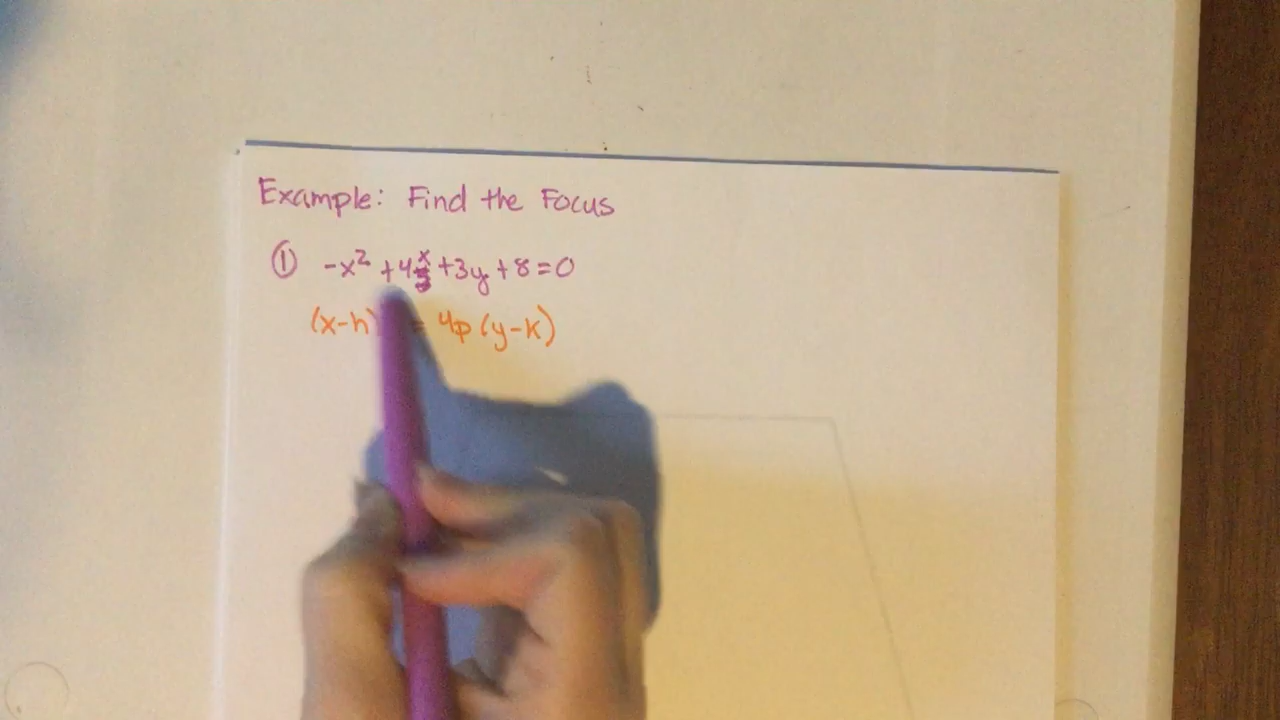 Example: Find the Focus
① -x² +4x +3y +8=0
(x-h) = 4p (y-k)